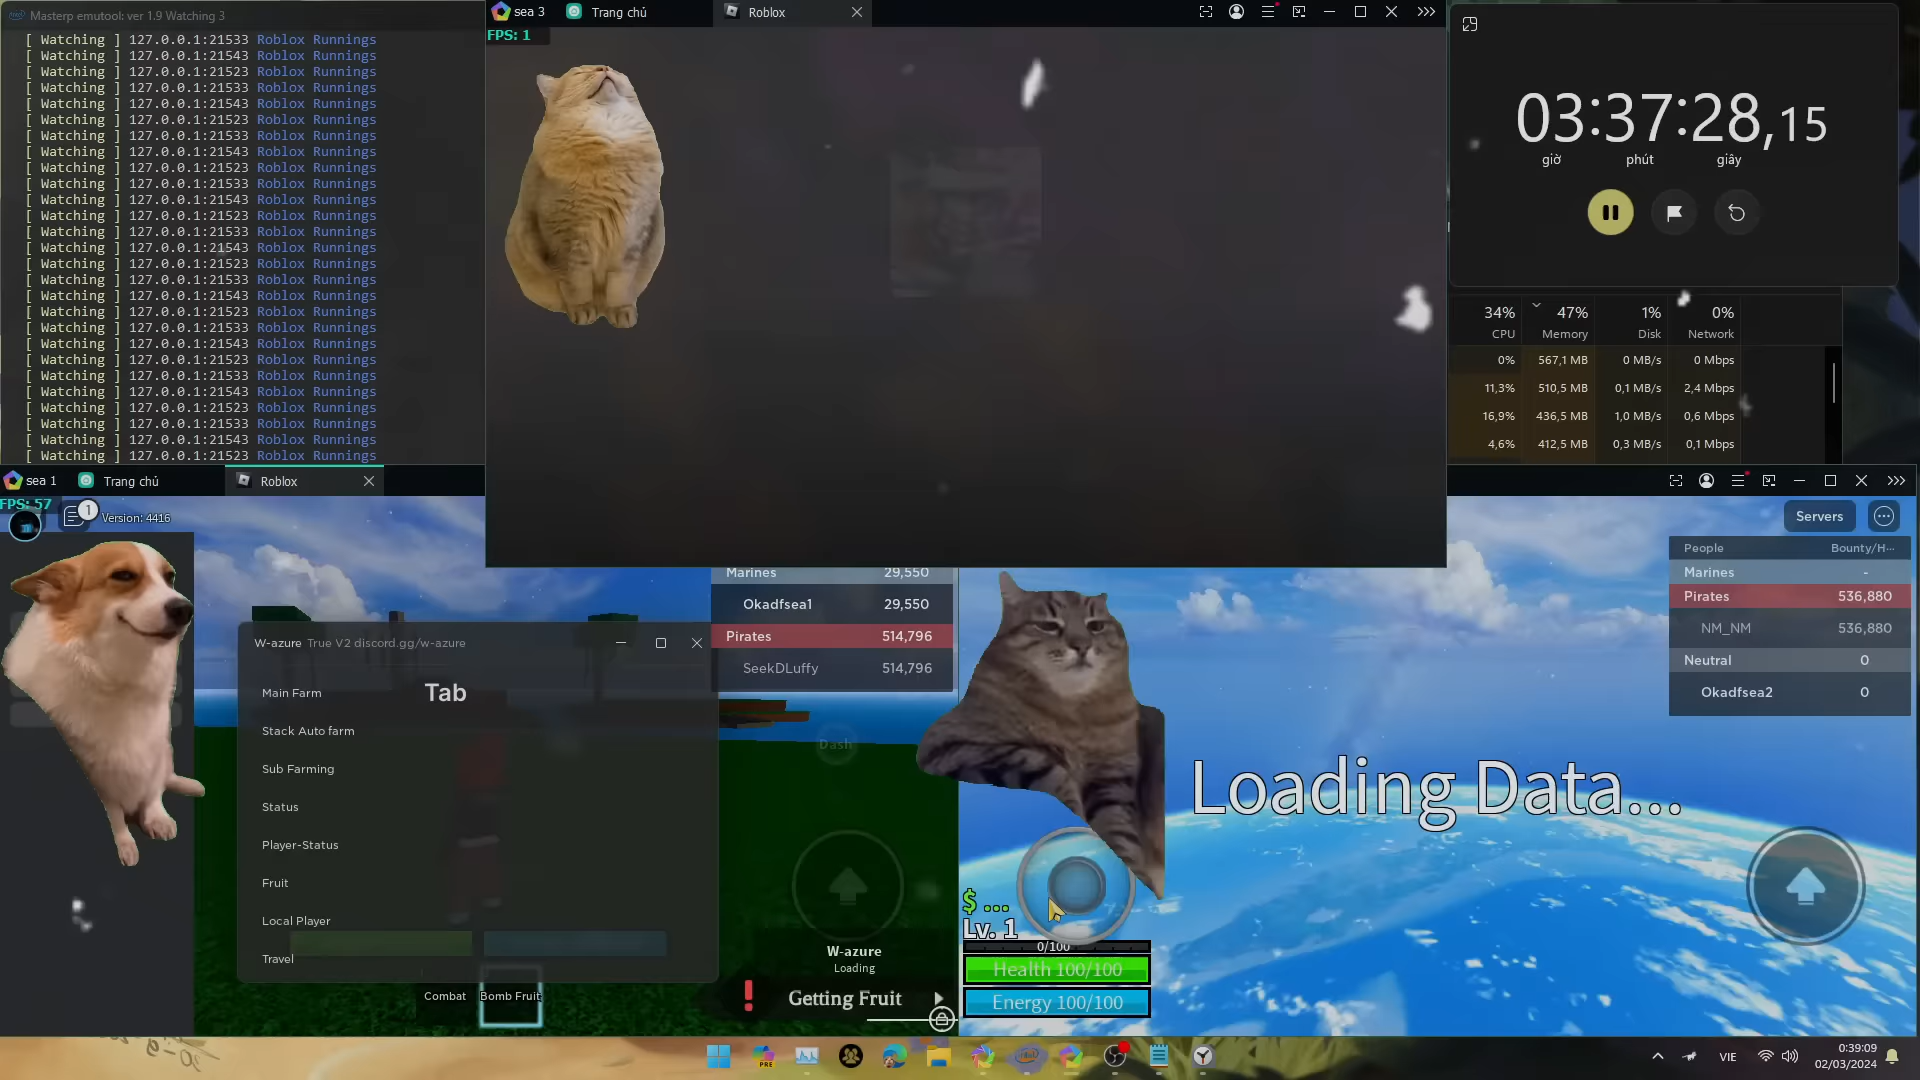 Masterp emutool: ver 1.9 Watching 3
[ Watching ] 127.0.0.1:21533 Roblox Runnings
[ Watching ] 127.0.0.1:21543 Roblox Runnings
[ Watching ] 127.0.0.1:21523 Roblox Runnings
[ Watching ] 127.0.0.1:21533 Roblox Runnings
[ Watching ] 127.0.0.1:21543 Roblox Runnings
[ Watching ] 127.0.0.1:21523 Roblox Runnings
[ Watching ] 127.0.0.1:21533 Roblox Runnings
[ Watching ] 127.0.0.1:21543 Roblox Runnings
[ Watching ] 127.0.0.1:21523 Roblox Runnings
[ Watching ] 127.0.0.1:21533 Roblox Runnings
[ Watching ] 127.0.0.1:21543 Roblox Runnings
[ Watching ] 127.0.0.1:21523 Roblox Runnings
[ Watching ] 127.0.0.1:21533 Roblox Runnings
[ Watching ] 127.0.0.1:21543 Roblox Runnings
[ Watching ] 127.0.0.1:21523 Roblox Runnings
[ Watching ] 127.0.0.1:21533 Roblox Runnings
[ Watching ] 127.0.0.1:21543 Roblox Runnings
[ Watching ] 127.0.0.1:21523 Roblox Runnings
[ Watching ] 127.0.0.1:21533 Roblox Runnings
[ Watching ] 127.0.0.1:21543 Roblox Runnings
[ Watching ] 127.0.0.1:21523 Roblox Runnings
[ Watching ] 127.0.0.1:21533 Roblox Runnings
[ Watching ] 127.0.0.1:21543 Roblox Runnings
[ Watching ] 127.0.0.1:21523 Roblox Runnings
[ Watching ] 127.0.0.1:21533 Roblox Runnings
[ Watching ] 127.0.0.1:21543 Roblox Runnings
[ Watching ] 127.0.0.1:21523 Roblox Runnings
sea 3 Trang chủ Roblox
FPS: 1
03:37:28,15
giờ phút giây
34% 47% 1% 0%
CPU Memory Disk Network
0% 567,1 MB 0 MB/s 0 Mbps
11,3% 510,5 MB 0,1 MB/s 2,4 Mbps
16,9% 436,5 MB 1,0 MB/s 0,6 Mbps
4,6% 412,5 MB 0,3 MB/s 0,1 Mbps
sea 1 Trang chủ Roblox
FPS: 57
1
Version: 4416
Marines 29,550
Okadfsea1 29,550
Pirates 514,796
SeekDLuffy 514,796
W-azure True V2 discord.gg/w-azure
Tab
Main Farm
Stack Auto farm
Sub Farming
Status
Player-Status
Fruit
Local Player
Travel
Combat
Bomb Fruit
Dash
W-azure
Loading
! Getting Fruit
Servers
People Bounty/H...
Marines -
Pirates 536,880
NM_NM 536,880
Neutral 0
Okadfsea2 0
Loading Data...
$ ...
Lv. 1
0/100
Health 100/100
Energy 100/100
PRE
VIE
0:39:09
02/03/2024